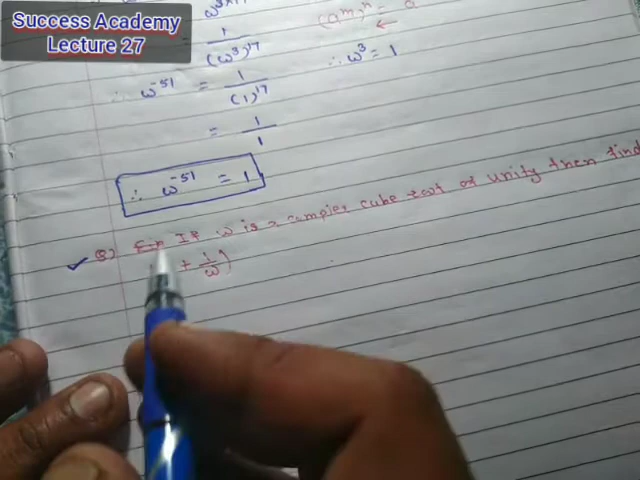 Success Academy
Lecture 27
1
(ω³)¹⁷
∴ ω³ = 1
∴ ω⁻⁵¹ = 1
(1)¹⁷
= 1
1
∴ ω⁻⁵¹ = 1
If ω is a complex cube root of unity then find
+ 1/ω)